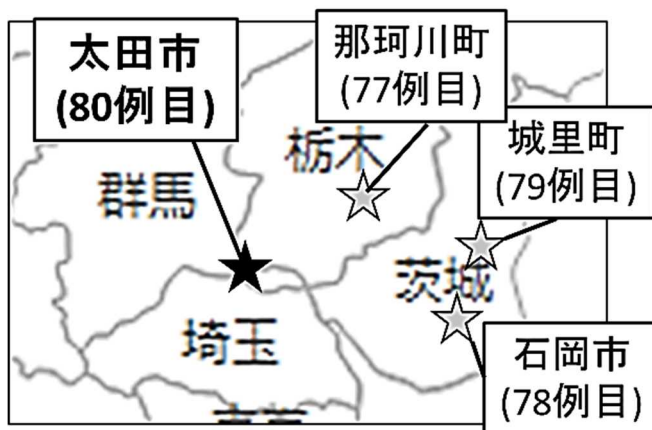 太田市
(80例目)
那珂川町
(77例目)
城里町
(79例目)
栃木
群馬
茨城
埼玉
石岡市
(78例目)